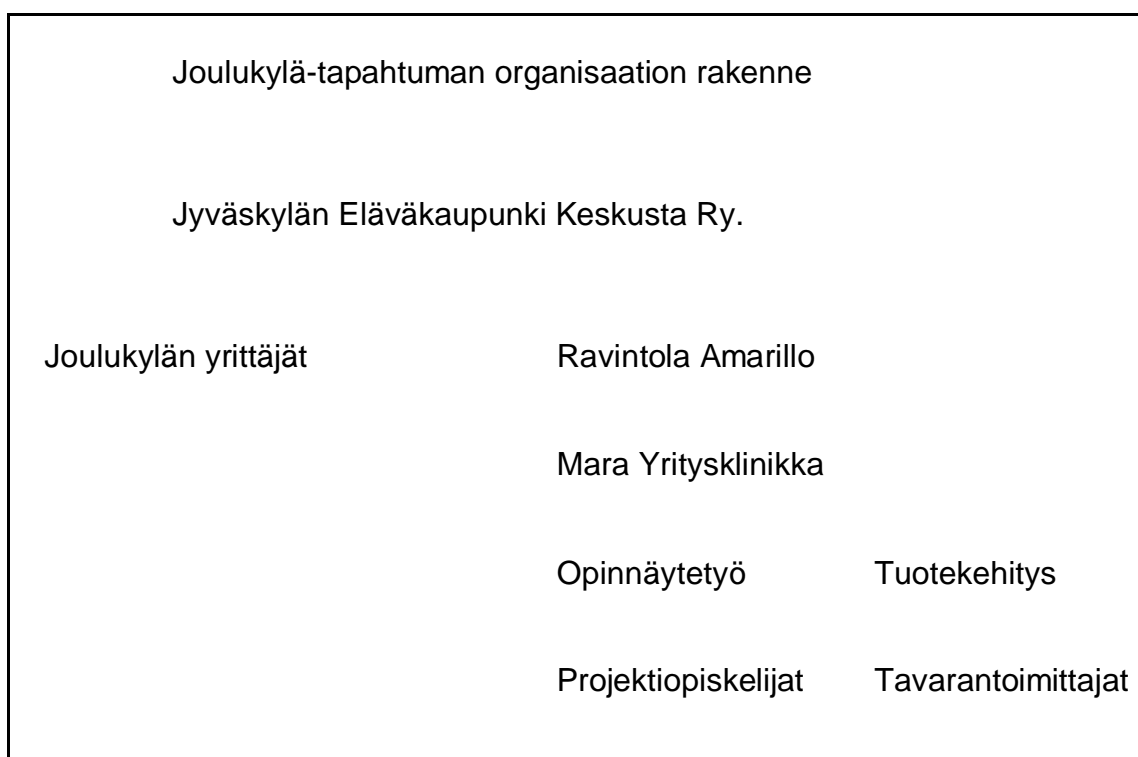 Joulukylä-tapahtuman organisaation rakenne
Jyväskylän Eläväkaupunki Keskusta Ry.
Joulukylän yrittäjät Ravintola Amarillo
Mara Yritysklinikka
Opinnäytetyö Tuotekehitys
Projektiopiskelijat Tavarantoimittajat